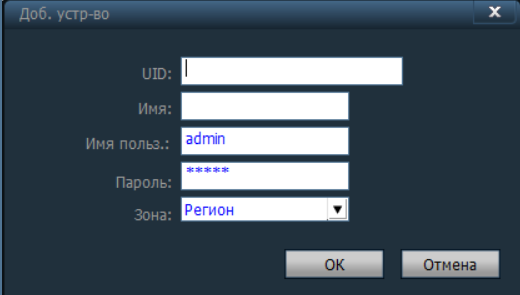 Доб. устр-во
UID:
Имя:
Имя польз.: admin
Пароль: *****
Зона: Регион
OK Отмена